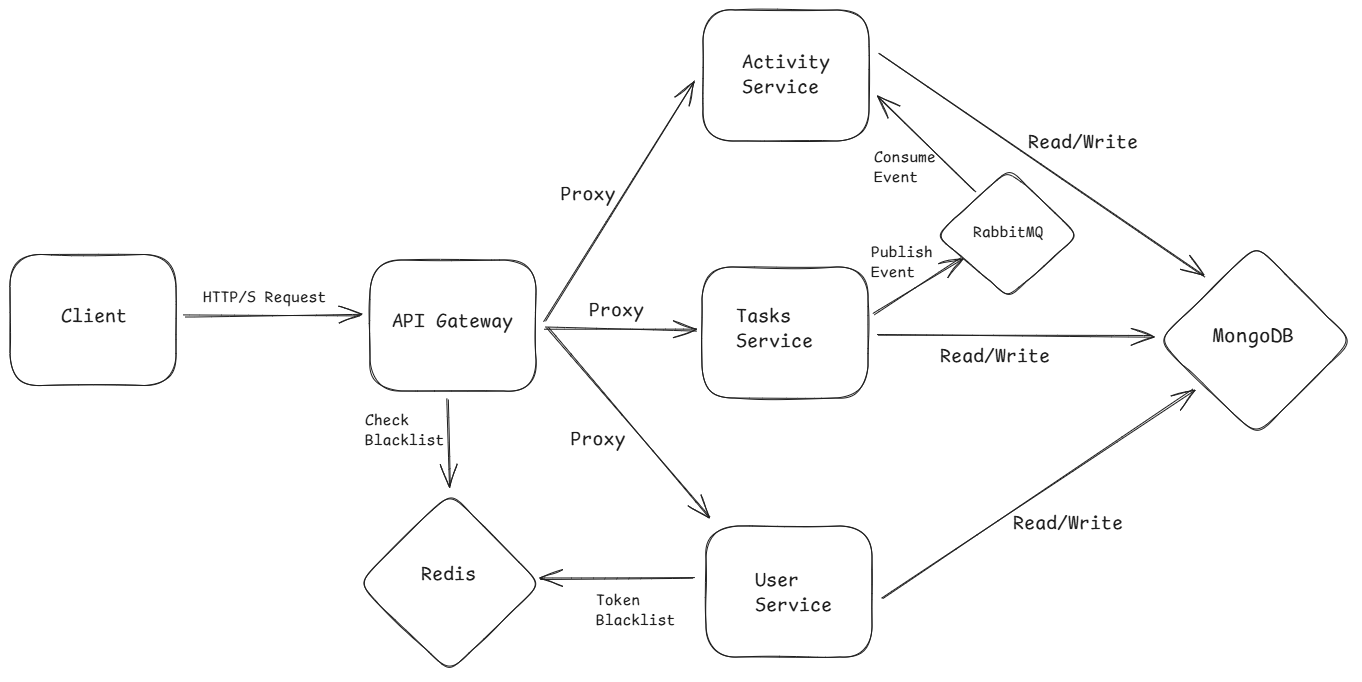 Activity
Service
Read/Write
Consume
Event
Proxy
RabbitMQ
Publish
Event
Client
HTTP/S Request
API Gateway
Proxy
Tasks
Service
Read/Write
MongoDB
Check
Blacklist
Proxy
Read/Write
Redis
Token
Blacklist
User
Service